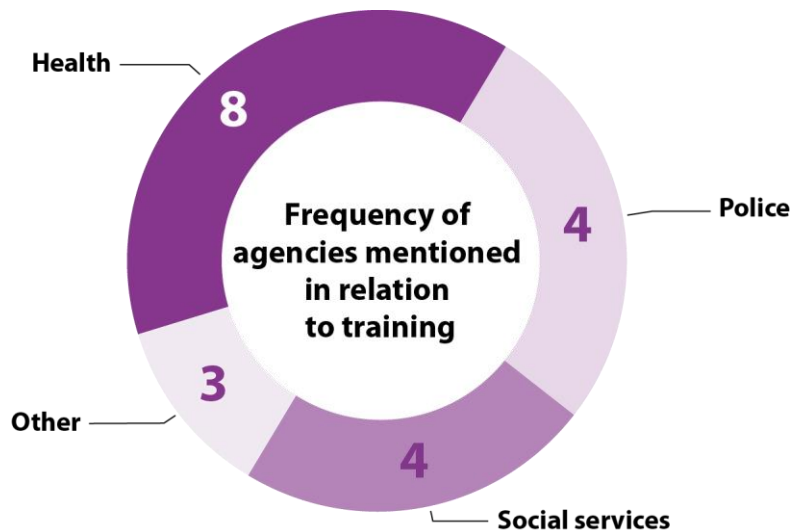 Health
8
Police
4
Frequency of
agencies mentioned
in relation
to training
3
Other
4
Social services